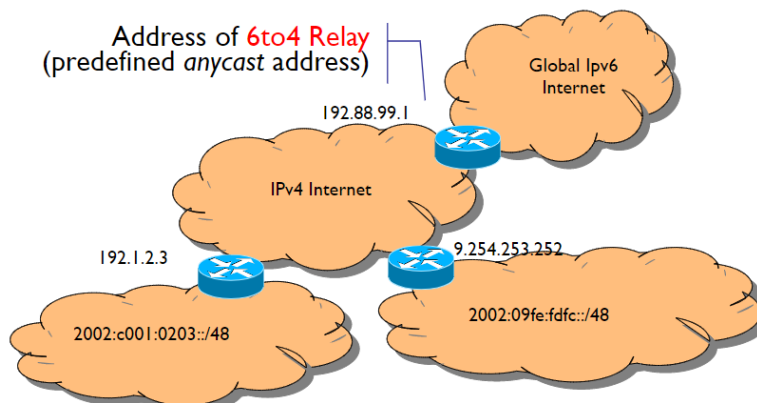 Address of 6to4 Relay
(predefined anycast address)
Global Ipv6
Internet
192.88.99.1
IPv4 Internet
192.1.2.3
9.254.253.252
2002:c001:0203::/48
2002:09fe:fdfc::/48